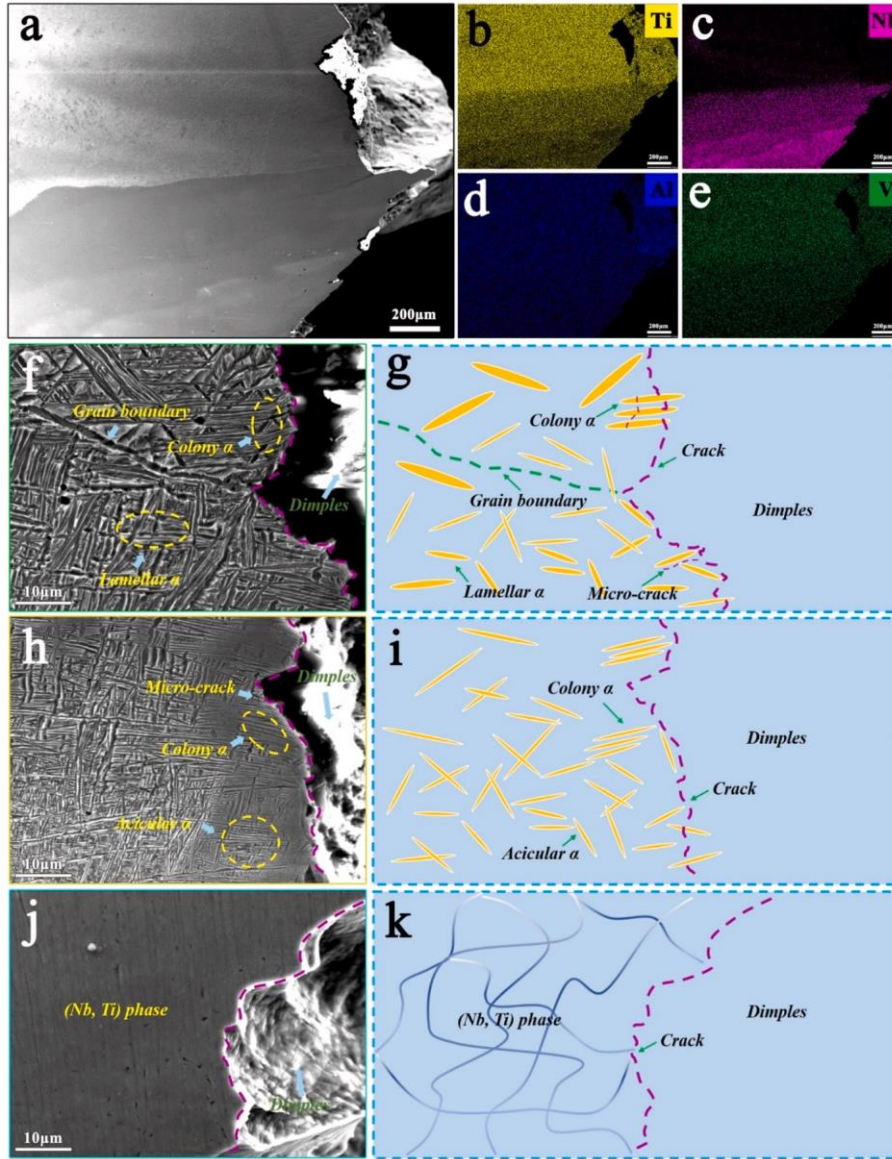 a
200μm
b
Ti
200μm
c
Nb
200μm
d
Al
200μm
e
V
200μm
f
Grain boundary
Colony α
Dimples
Lamellar α
10μm
g
Colony α
Crack
Grain boundary
Dimples
Lamellar α
Micro-crack
h
Dimples
Micro-crack
Colony α
Acicular α
10μm
i
Colony α
Dimples
Crack
Acicular α
j
(Nb, Ti) phase
Dimples
10μm
k
(Nb, Ti) phase
Dimples
Crack